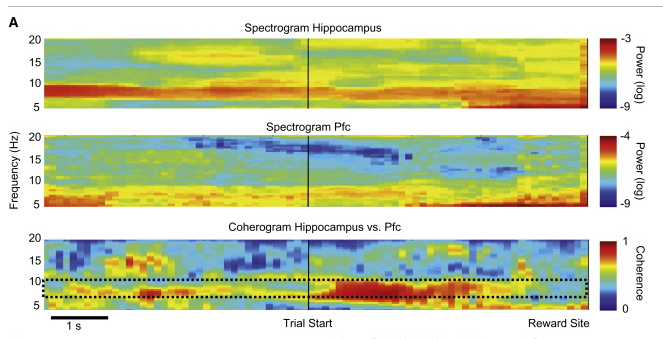 A
Spectrogram Hippocampus
20
15
10
5
-3
-9
Power (log)
Spectrogram Pfc
20
15
10
5
-4
-9
Power (log)
Frequency (Hz)
Coherogram Hippocampus vs. Pfc
20
15
10
5
1
0
Coherence
1 s
Trial Start
Reward Site